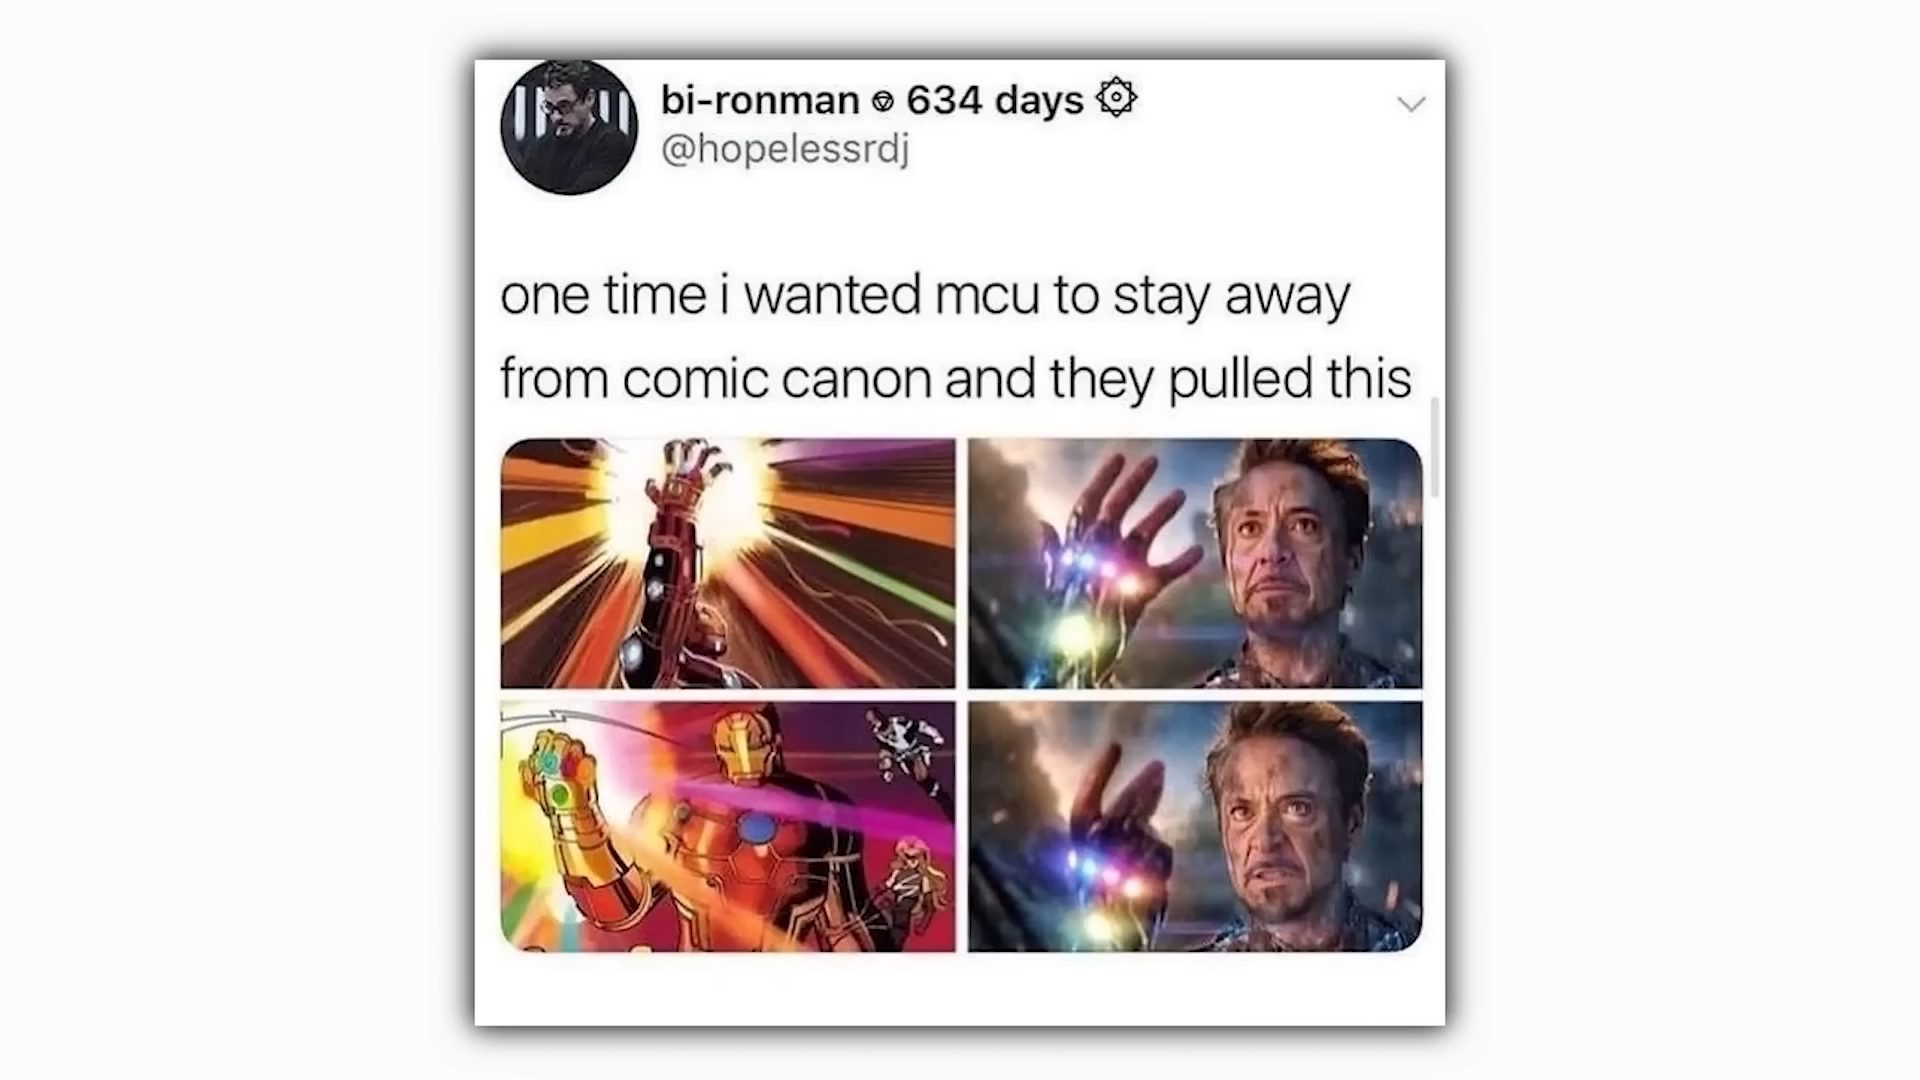 bi-ronman 634 days
@hopelessrdj
one time i wanted mcu to stay away
from comic canon and they pulled this